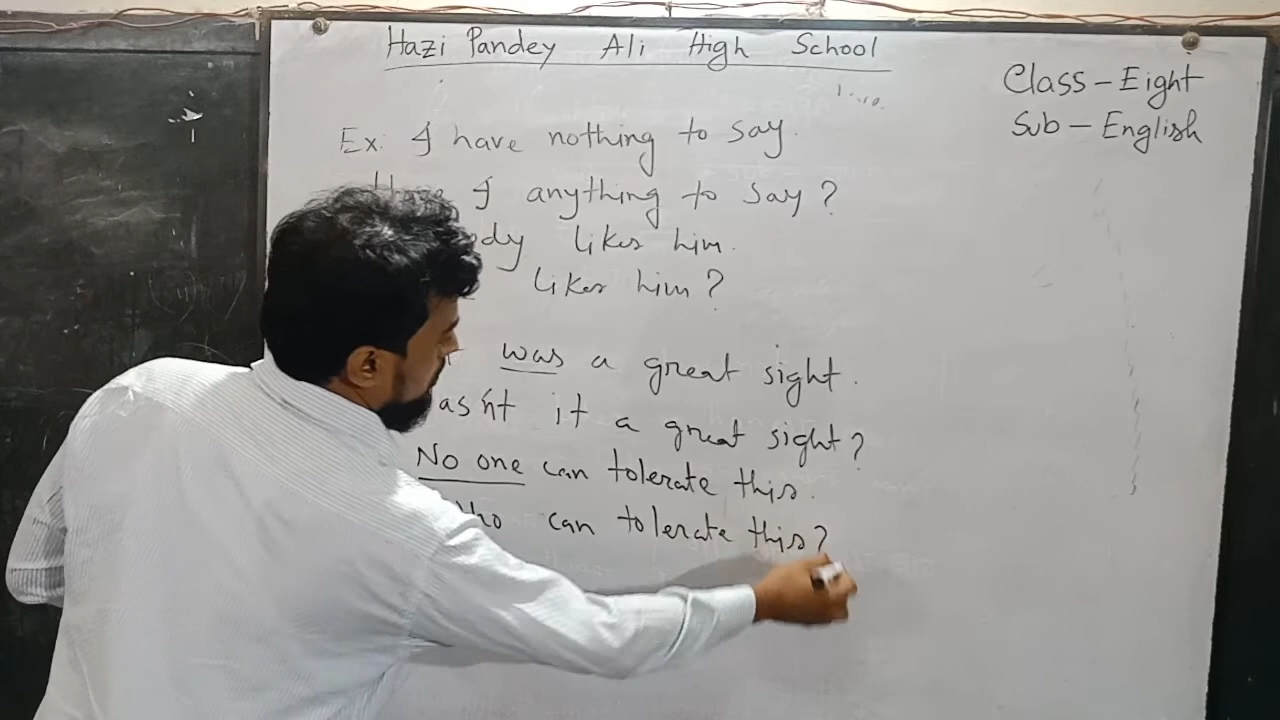 Hazi Pandey Ali High School
Class - Eight
Sub - English
Ex: I have nothing to say.
I anything to say?
likes him.
likes him?
was a great sight.
it a great sight?
No one can tolerate this.
can tolerate this?